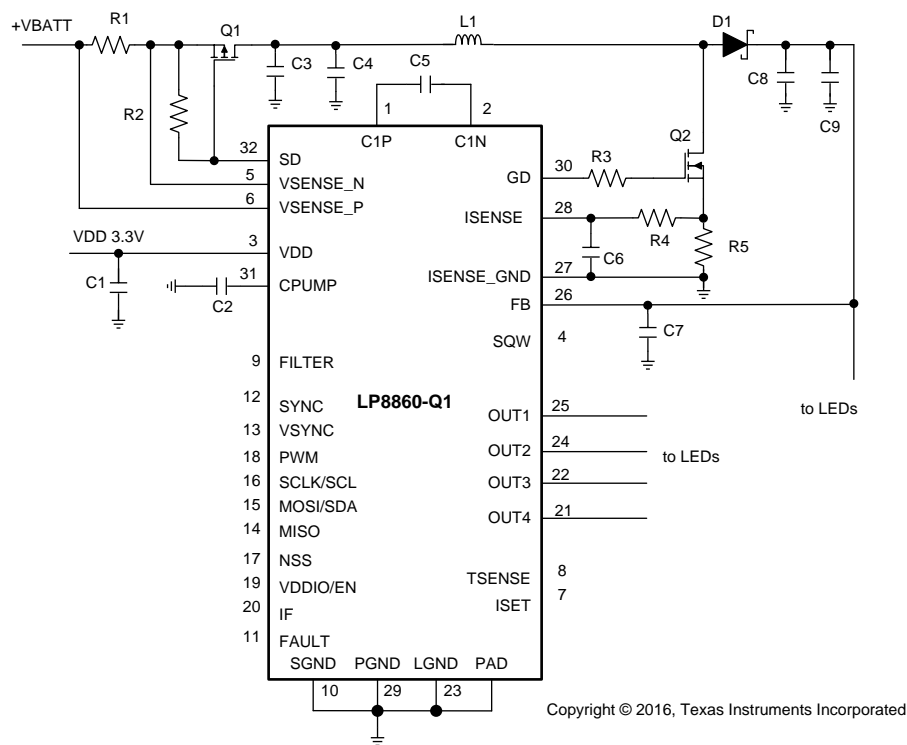 +VBATT
R1
Q1
L1
D1
C3
C4
C5
C8
C9
R2
1
2
C1P
C1N
Q2
32
SD
30
GD
R3
5
VSENSE_N
6
VSENSE_P
ISENSE
28
R4
R5
VDD 3.3V
3
VDD
C6
C1
31
CPUMP
C2
ISENSE_GND
27
FB
26
C7
SQW
4
9
FILTER
12
SYNC
LP8860-Q1
13
VSYNC
18
PWM
16
SCLK/SCL
15
MOSI/SDA
14
MISO
17
NSS
19
VDDIO/EN
20
IF
11
FAULT
to LEDs
OUT1
25
OUT2
24
to LEDs
OUT3
22
OUT4
21
TSENSE
8
ISET
7
SGND
PGND
LGND
PAD
10
29
23
Copyright © 2016, Texas Instruments Incorporated